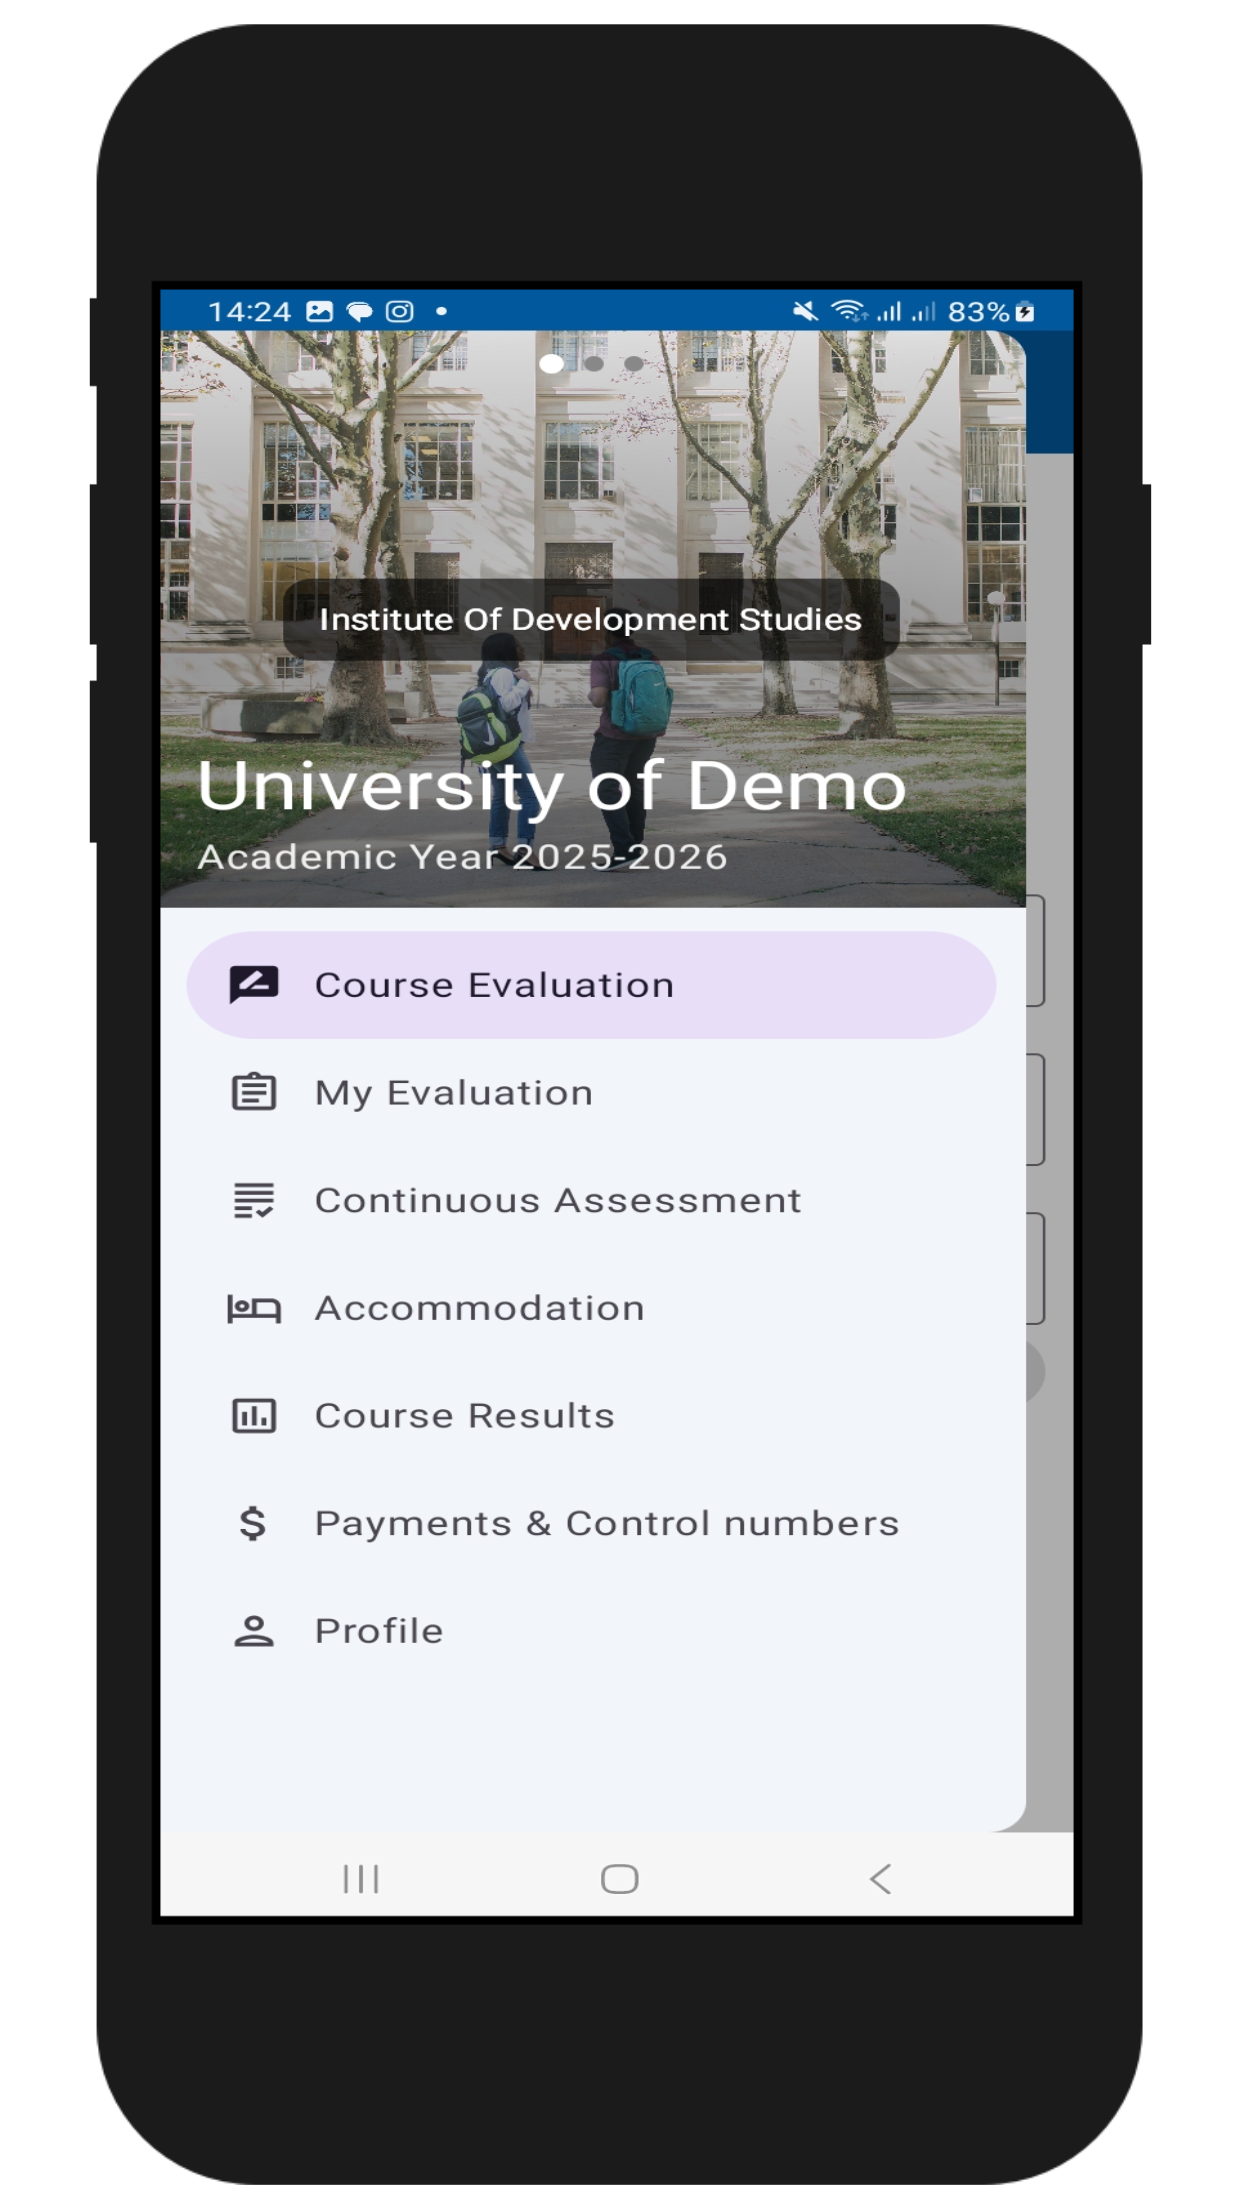 14:24
83%
Institute Of Development Studies
University of Demo
Academic Year 2025-2026
Course Evaluation
My Evaluation
Continuous Assessment
Accommodation
Course Results
Payments & Control numbers
Profile